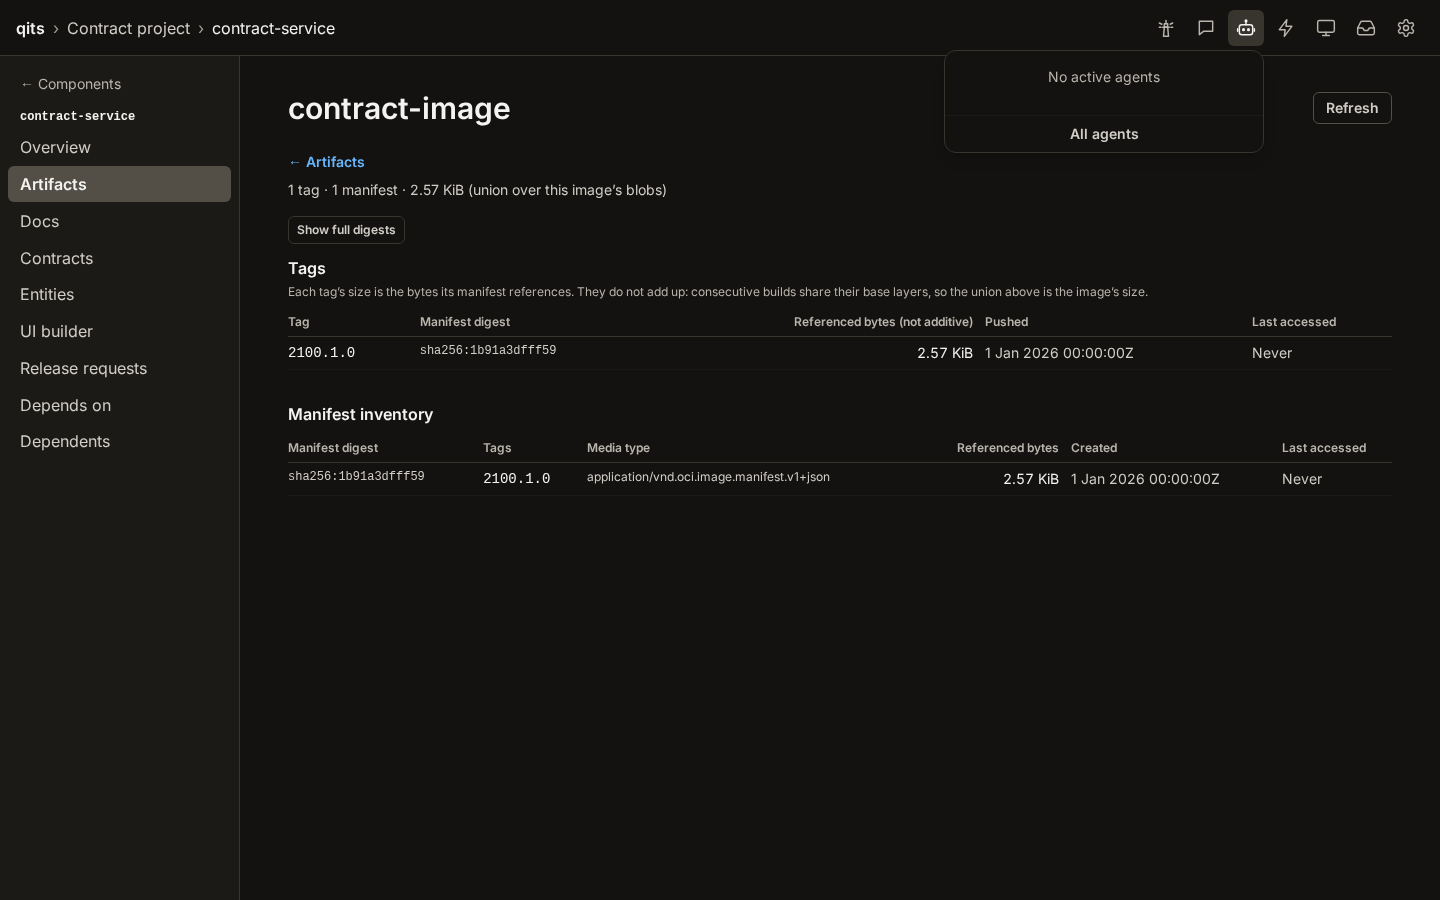 qits › Contract project › contract-service
No active agents
All agents
← Components
contract-service
Overview
Artifacts
Docs
Contracts
Entities
UI builder
Release requests
Depends on
Dependents
contract-image
Refresh
← Artifacts
1 tag · 1 manifest · 2.57 KiB (union over this image’s blobs)
Show full digests
Tags
Each tag’s size is the bytes its manifest references. They do not add up: consecutive builds share their base layers, so the union above is the image’s size.
Tag Manifest digest Referenced bytes (not additive) Pushed Last accessed
2100.1.0 sha256:1b91a3dfff59 2.57 KiB 1 Jan 2026 00:00:00Z Never
Manifest inventory
Manifest digest Tags Media type Referenced bytes Created Last accessed
sha256:1b91a3dfff59 2100.1.0 application/vnd.oci.image.manifest.v1+json 2.57 KiB 1 Jan 2026 00:00:00Z Never